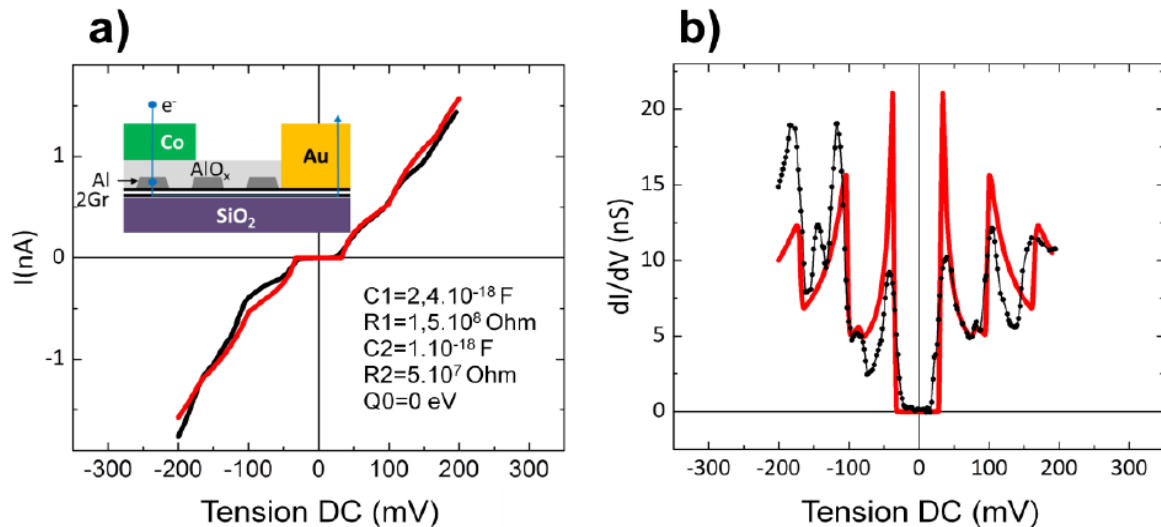 a)
I(nA)
1
0
-1
-300 -200 -100 0 100 200 300
Tension DC (mV)
e-
Co
Au
AlOx
Al
2Gr
SiO2
C1=2,4.10-18 F
R1=1,5.108 Ohm
C2=1.10-18 F
R2=5.107 Ohm
Q0=0 eV
b)
dI/dV (nS)
20
15
10
5
0
-300 -200 -100 0 100 200 300
Tension DC (mV)